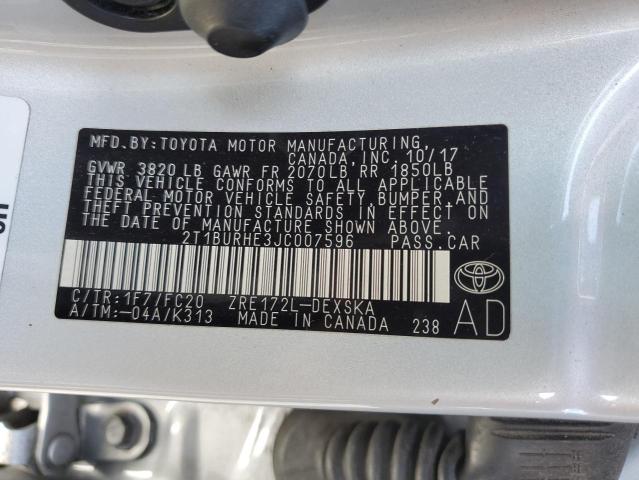 MFD.BY:TOYOTA MOTOR MANUFACTURING,
CANADA,INC. 10/17
GVWR 3820LB GAWR FR 2070LB RR 1850LB
THIS VEHICLE CONFORMS TO ALL APPLICABLE
FEDERAL MOTOR VEHICLE SAFETY,BUMPER,AND
THEFT PREVENTION STANDARDS IN EFFECT ON
THE DATE OF MANUFACTURE SHOWN ABOVE.
2T1BURHE3JC007596 PASS.CAR
C/TR:1F7/FC20 ZRE172L-DEXSKA
A/TM:-04A/K313 MADE IN CANADA 238
AD